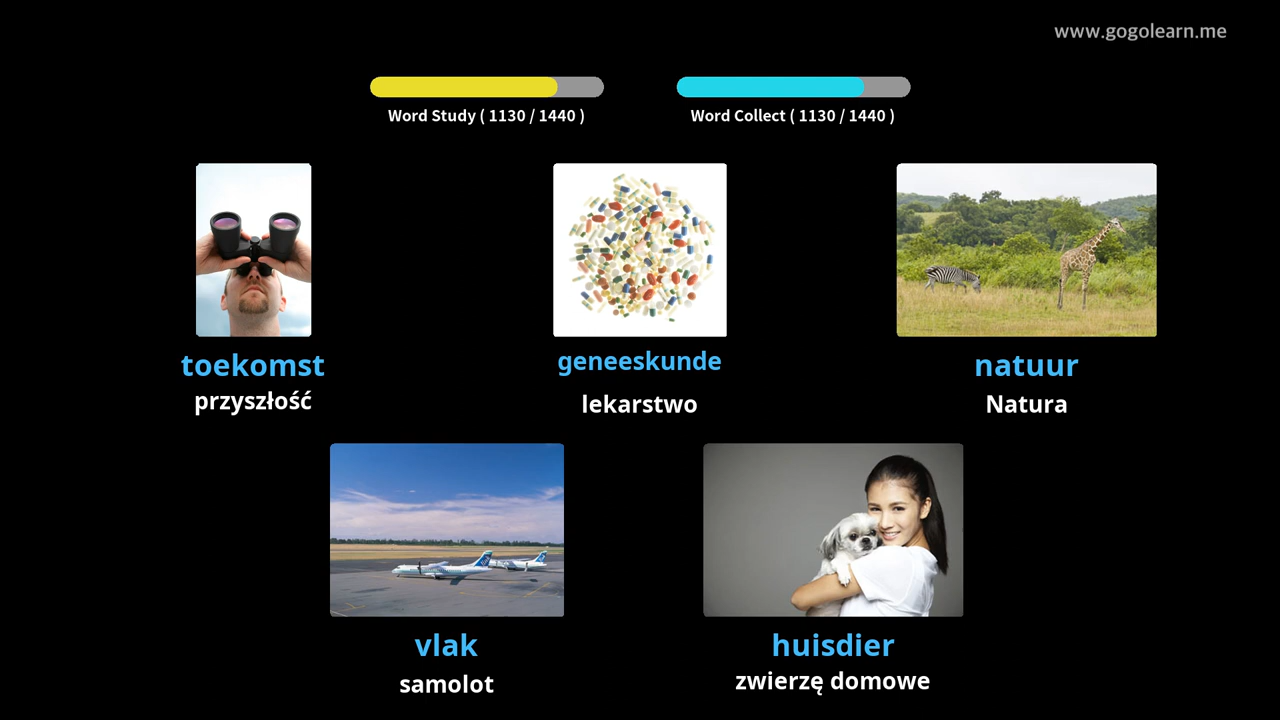 www.gogolearn.me
Word Study ( 1130 / 1440 )
Word Collect ( 1130 / 1440 )
toekomst
przyszłość
geneeskunde
lekarstwo
natuur
Natura
vlak
samolot
huisdier
zwierzę domowe